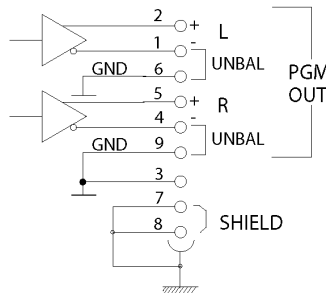 2 + L
1 -
GND 6 UNBAL
PGM
OUT
5 + R
4 -
GND 9 UNBAL
3
7
8 SHIELD